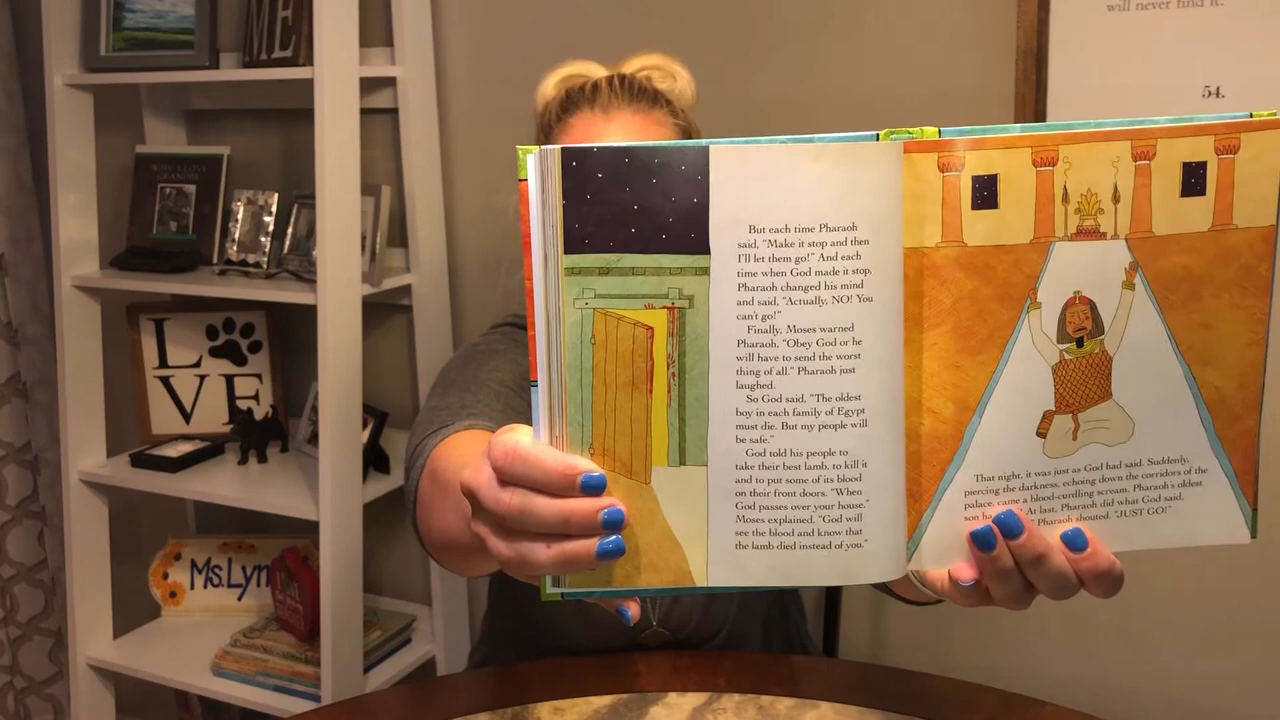 ME
will never find it.
54.
WHY I LOVE
GRANDPA
LOVE
Ms.Lyn
But each time Pharaoh
said, "Make it stop and then
I'll let them go!" And each
time when God made it stop,
Pharaoh changed his mind
and said, "Actually, NO! You
can't go!"
Finally, Moses warned
Pharaoh, "Obey God or he
will have to send the worst
thing of all." Pharaoh just
laughed.
So God said, "The oldest
boy in each family of Egypt
must die. But my people will
be safe."
God told his people to
take their best lamb, to kill it
and to put some of its blood
on their front doors. "When
God passes over your house,"
Moses explained, "God will
see the blood and know that
the lamb died instead of you."
That night, it was just as God had said. Suddenly,
piercing the darkness, echoing down the corridors of the
palace, came a blood-curdling scream. Pharaoh's oldest
son At last, Pharaoh did what God said.
Pharaoh shouted. "JUST GO!"